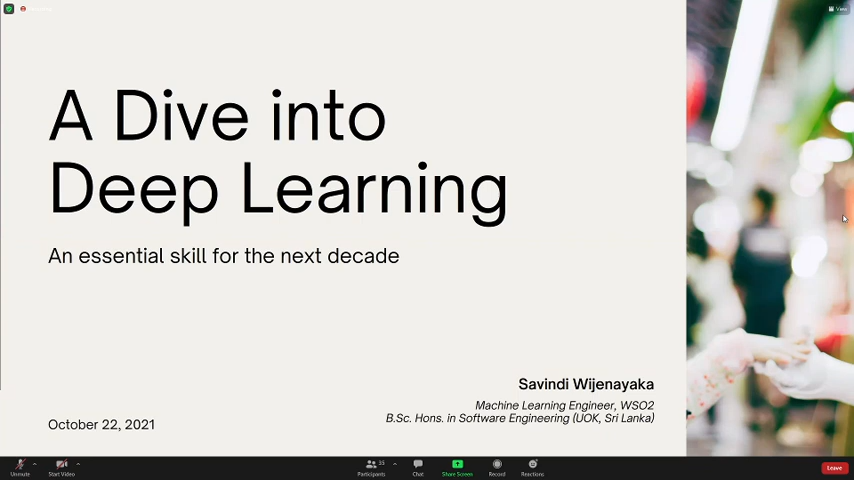 View
A Dive into
Deep Learning
An essential skill for the next decade
Savindi Wijenayaka
Machine Learning Engineer, WSO2
B.Sc. Hons. in Software Engineering (UOK, Sri Lanka)
October 22, 2021
Unmute
Start Video
Participants
35
Chat
Share Screen
Record
Reactions
Leave